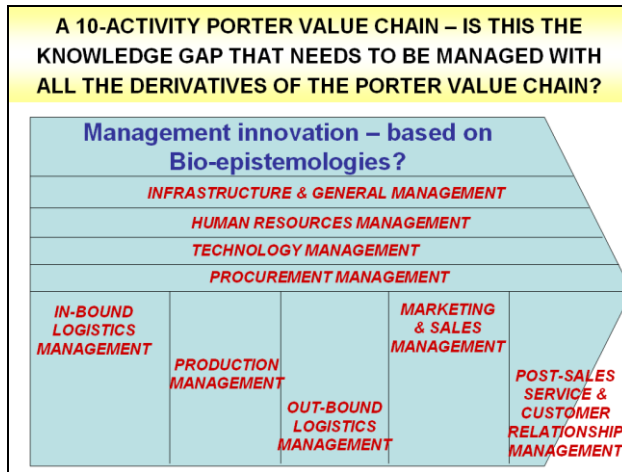 A 10-ACTIVITY PORTER VALUE CHAIN – IS THIS THE
KNOWLEDGE GAP THAT NEEDS TO BE MANAGED WITH
ALL THE DERIVATIVES OF THE PORTER VALUE CHAIN?
Management innovation – based on
Bio-epistemologies?
INFRASTRUCTURE & GENERAL MANAGEMENT
HUMAN RESOURCES MANAGEMENT
TECHNOLOGY MANAGEMENT
PROCUREMENT MANAGEMENT
IN-BOUND
LOGISTICS
MANAGEMENT
PRODUCTION
MANAGEMENT
OUT-BOUND
LOGISTICS
MANAGEMENT
MARKETING
& SALES
MANAGEMENT
POST-SALES
SERVICE &
CUSTOMER
RELATIONSHIP
MANAGEMENT